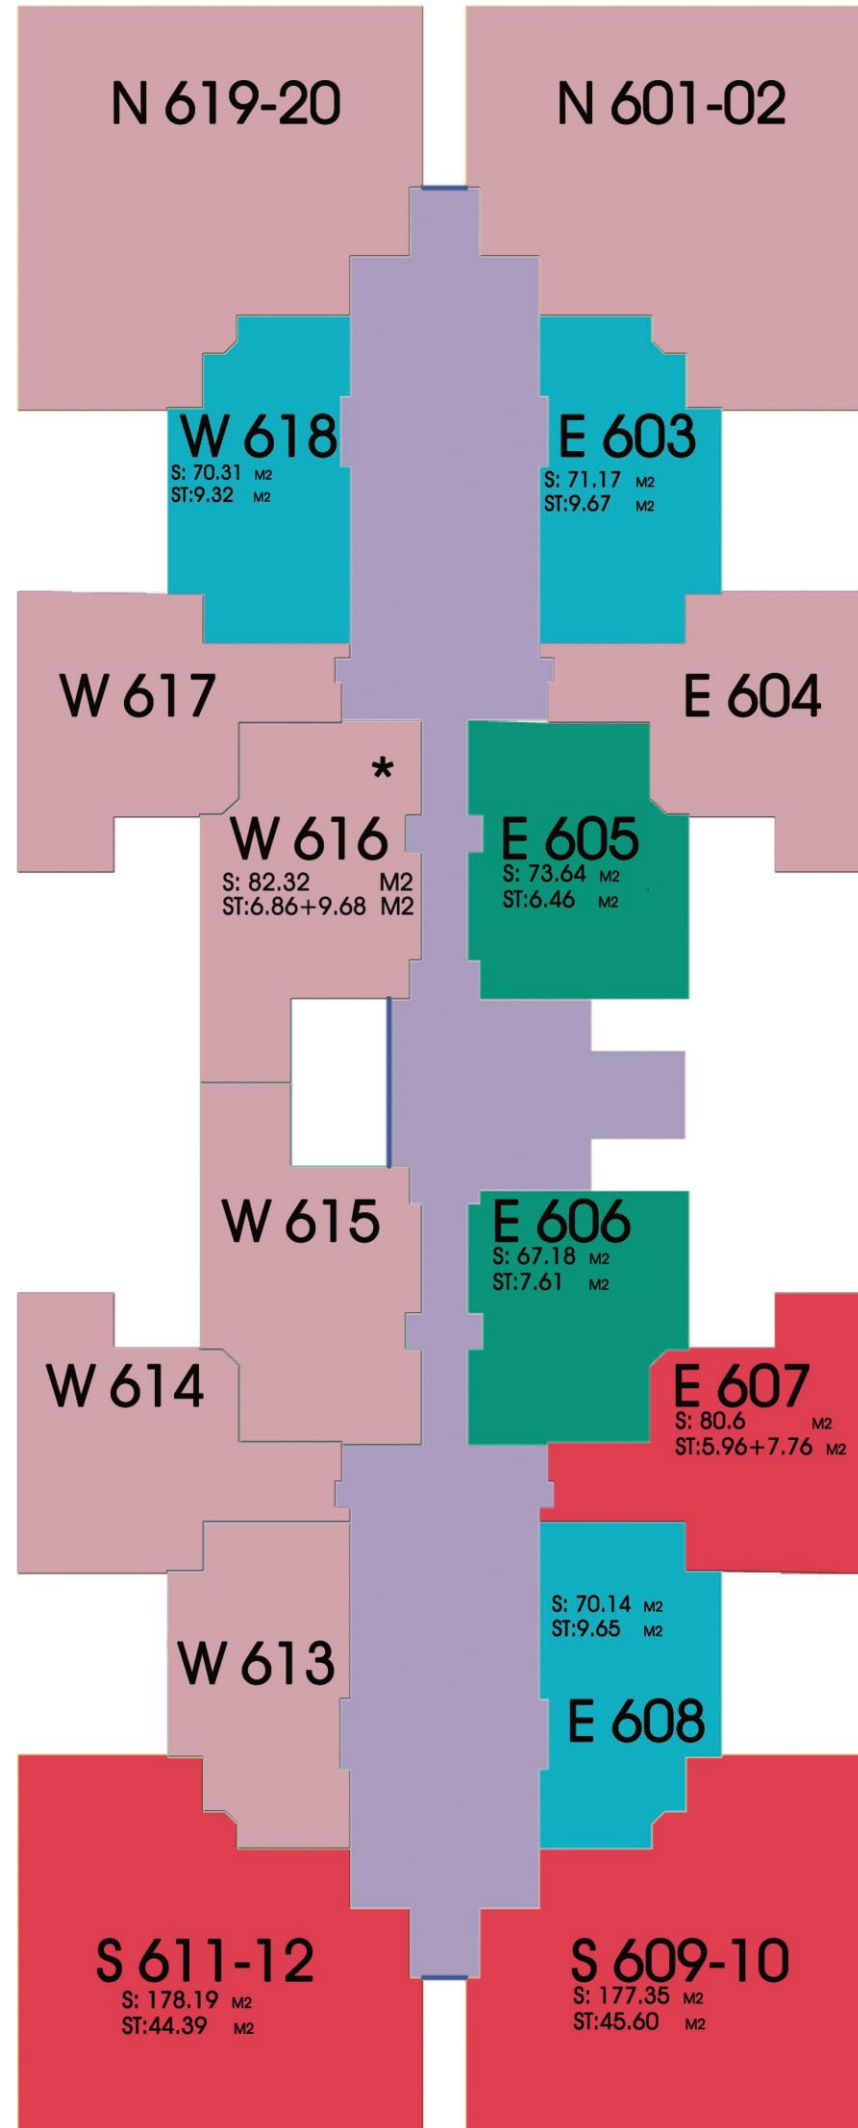 N 619-20
N 601-02
W 618
S: 70.31 M2
ST:9.32 M2
E 603
S: 71.17 M2
ST:9.67 M2
W 617
E 604
*
W 616
S: 82.32 M2
ST:6.86+9.68 M2
E 605
S: 73.64 M2
ST:6.46 M2
W 615
E 606
S: 67.18 M2
ST:7.61 M2
W 614
E 607
S: 80.6 M2
ST:5.96+7.76 M2
W 613
S: 70.14 M2
ST:9.65 M2
E 608
S 611-12
S: 178.19 M2
ST:44.39 M2
S 609-10
S: 177.35 M2
ST:45.60 M2